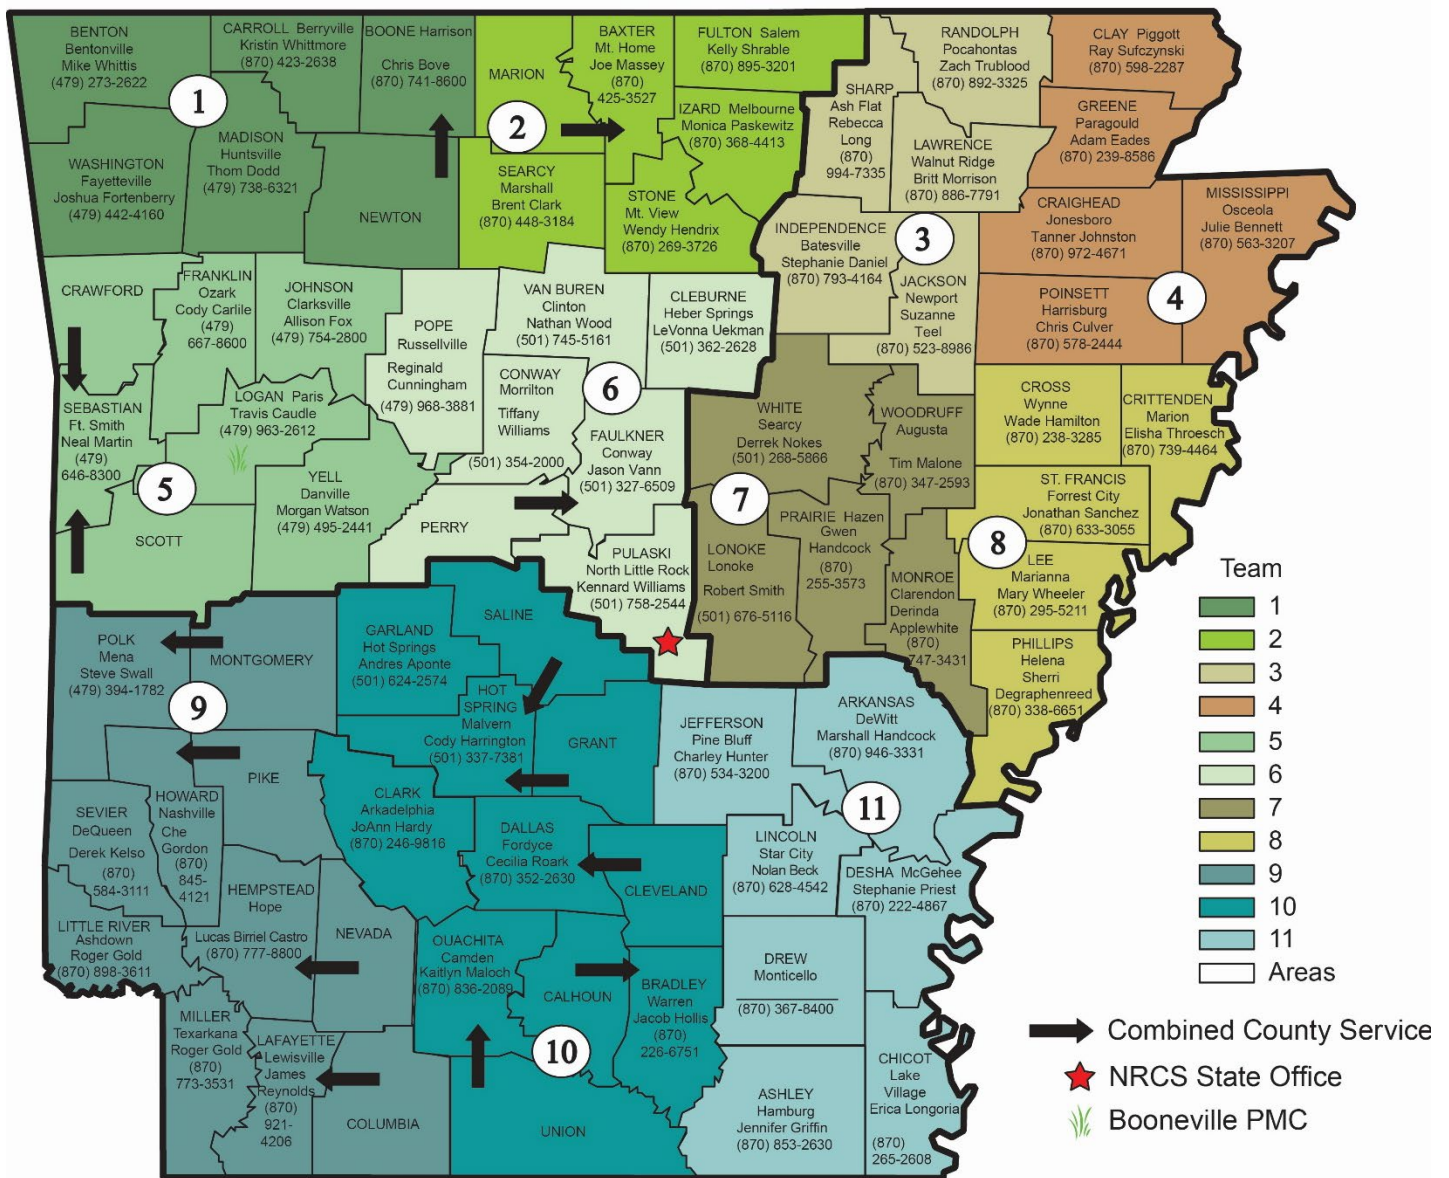 BENTON
Bentonville
Mike Whittis
(479) 273-2622
CARROLL Berryville
Kristin Whittmore
(870) 423-2638
BOONE Harrison
Chris Bove
(870) 741-8600
MARION
BAXTER
Mt. Home
Joe Massey
(870)
425-3527
FULTON Salem
Kelly Shrable
(870) 895-3201
RANDOLPH
Pocahontas
Zach Trublood
(870) 892-3325
CLAY Piggott
Ray Sufczynski
(870) 598-2287
1
2
WASHINGTON
Fayetteville
Joshua Fortenberry
(479) 442-4160
MADISON
Huntsville
Thom Dodd
(479) 738-6321
NEWTON
SEARCY
Marshall
Brent Clark
(870) 448-3184
IZARD Melbourne
Monica Paskewitz
(870) 368-4413
STONE
Mt. View
Wendy Hendrix
(870) 269-3726
SHARP
Ash Flat
Rebecca
Long
(870)
994-7335
LAWRENCE
Walnut Ridge
Britt Morrison
(870) 886-7791
GREENE
Paragould
Adam Eades
(870) 239-8586
CRAIGHEAD
Jonesboro
Tanner Johnston
(870) 972-4671
MISSISSIPPI
Osceola
Julie Bennett
(870) 563-3207
INDEPENDENCE
Batesville
Stephanie Daniel
(870) 793-4164
3
JACKSON
Newport
Suzanne
Teel
(870) 523-8986
POINSETT
Harrisburg
Chris Culver
(870) 578-2444
4
CRAWFORD
FRANKLIN
Ozark
Cody Carlile
(479)
667-8600
JOHNSON
Clarksville
Allison Fox
(479) 754-2800
POPE
Russellville
Reginald
Cunningham
(479) 968-3881
VAN BUREN
Clinton
Nathan Wood
(501) 745-5161
CLEBURNE
Heber Springs
LeVonna Uekman
(501) 362-2628
CONWAY
Morrilton
Tiffany
Williams
(501) 354-2000
6
SEBASTIAN
Ft. Smith
Neal Martin
(479)
646-8300
LOGAN Paris
Travis Caudle
(479) 963-2612
5
YELL
Danville
Morgan Watson
(479) 495-2441
SCOTT
PERRY
FAULKNER
Conway
Jason Vann
(501) 327-6509
PULASKI
North Little Rock
Kennard Williams
(501) 758-2544
WHITE
Searcy
Derrek Nokes
(501) 268-5866
WOODRUFF
Augusta
Tim Malone
(870) 347-2593
7
LONOKE
Lonoke
Robert Smith
(501) 676-5116
PRAIRIE Hazen
Gwen
Handcock
(870)
255-3573
MONROE
Clarendon
Derinda
Applewhite
(870)
747-3431
CROSS
Wynne
Wade Hamilton
(870) 238-3285
CRITTENDEN
Marion
Elisha Throesch
(870) 739-4464
ST. FRANCIS
Forrest City
Jonathan Sanchez
(870) 633-3055
8
LEE
Marianna
Mary Wheeler
(870) 295-5211
PHILLIPS
Helena
Sherri
Degraphenreed
(870) 338-6651
POLK
Mena
Steve Swall
(479) 394-1782
MONTGOMERY
9
PIKE
SEVIER
DeQueen
Derek Kelso
(870)
584-3111
HOWARD
Nashville
Che
Gordon
(870)
845-
4121
HEMPSTEAD
Hope
Lucas Birriel Castro
(870) 777-8800
NEVADA
LITTLE RIVER
Ashdown
Roger Gold
(870) 898-3611
MILLER
Texarkana
Roger Gold
(870)
773-3531
LAFAYETTE
Lewisville
James
Reynolds
(870)
921-
4206
COLUMBIA
GARLAND
Hot Springs
Andres Aponte
(501) 624-2574
SALINE
HOT
SPRING
Malvern
Cody Harrington
(501) 337-7381
GRANT
CLARK
Arkadelphia
JoAnn Hardy
(870) 246-9816
DALLAS
Fordyce
Cecilia Roark
(870) 352-2630
CLEVELAND
OUACHITA
Camden
Kaitlyn Maloch
(870) 836-2089
CALHOUN
BRADLEY
Warren
Jacob Hollis
(870)
226-6751
10
UNION
JEFFERSON
Pine Bluff
Charley Hunter
(870) 534-3200
ARKANSAS
DeWitt
Marshall Handcock
(870) 946-3331
11
LINCOLN
Star City
Nolan Beck
(870) 628-4542
DESHA McGehee
Stephanie Priest
(870) 222-4867
DREW
Monticello
(870) 367-8400
ASHLEY
Hamburg
Jennifer Griffin
(870) 853-2630
CHICOT
Lake
Village
Erica Longoria
(870)
265-2608
Team
1
2
3
4
5
6
7
8
9
10
11
Areas
Combined County Service
NRCS State Office
Booneville PMC